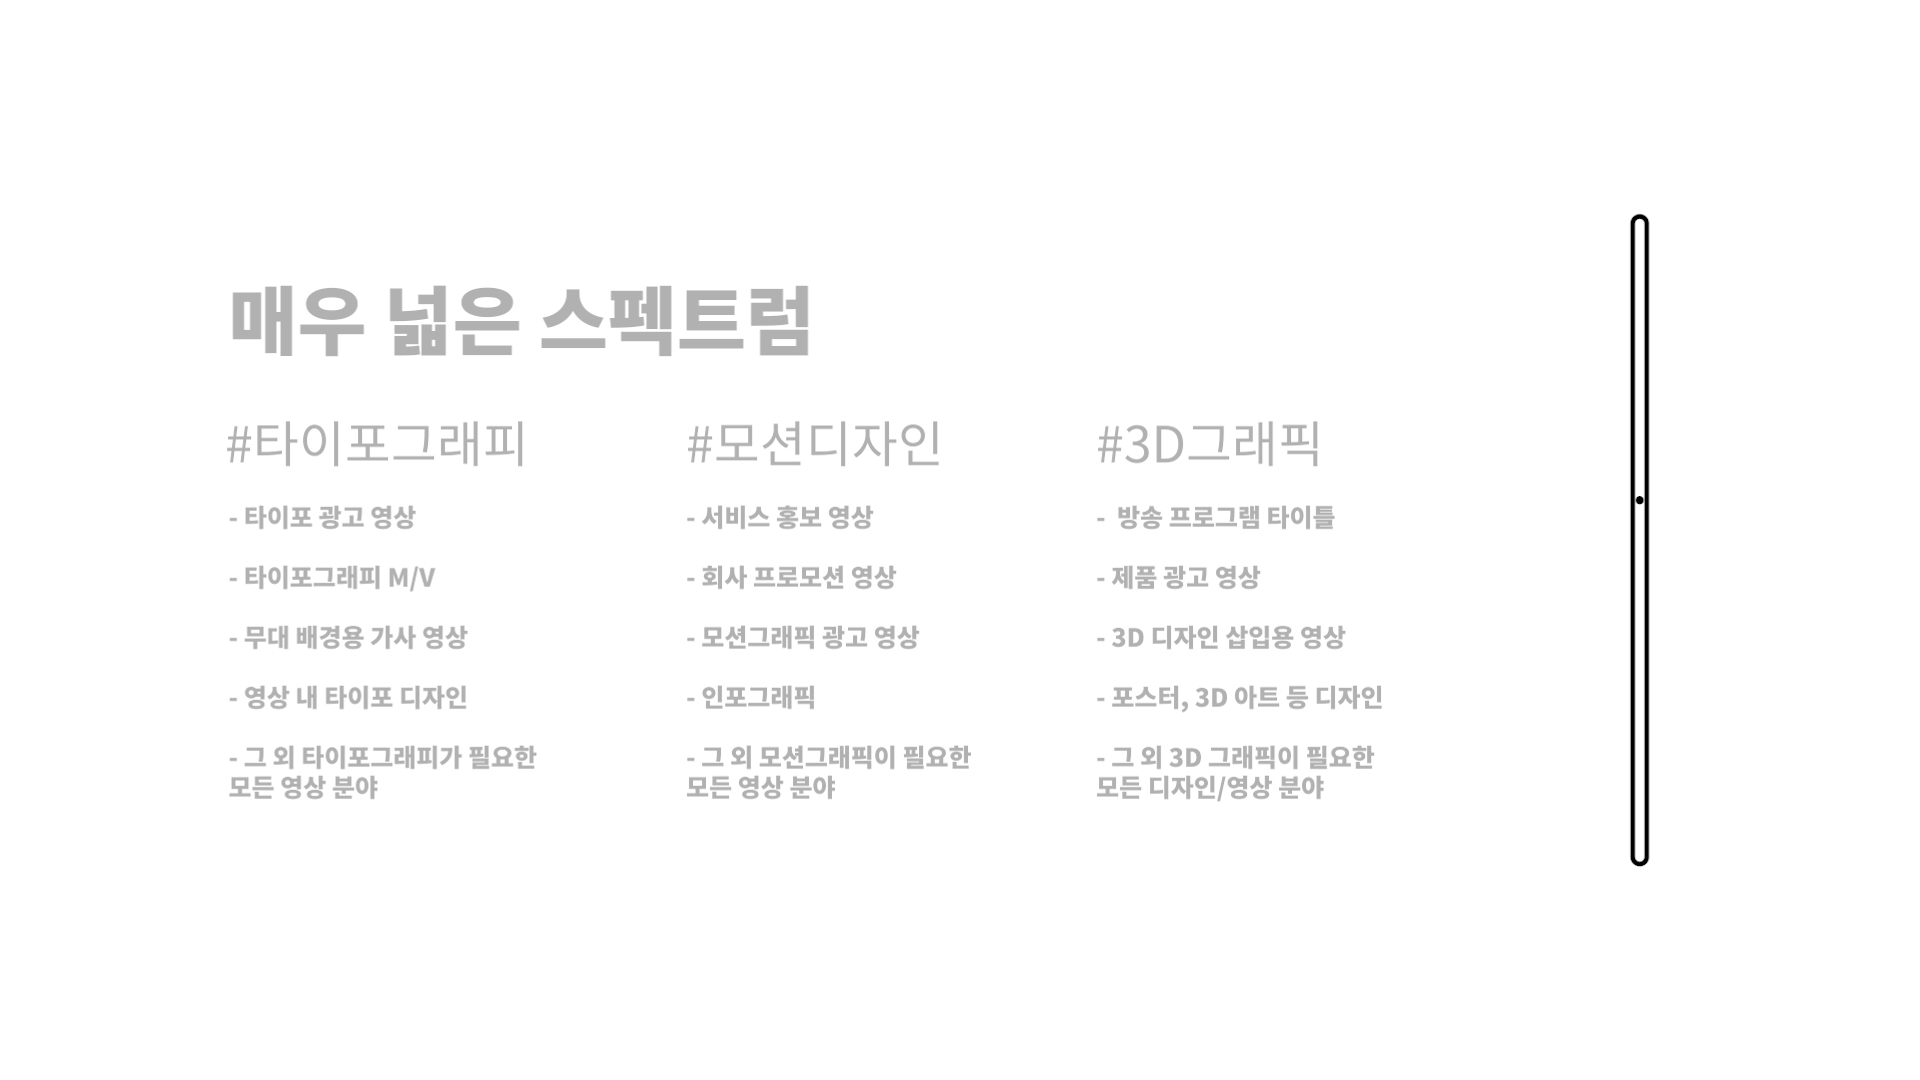 매우 넓은 스펙트럼
#타이포그래피
- 타이포 광고 영상
- 타이포그래피 M/V
- 무대 배경용 가사 영상
- 영상 내 타이포 디자인
- 그 외 타이포그래피가 필요한
모든 영상 분야
#모션디자인
- 서비스 홍보 영상
- 회사 프로모션 영상
- 모션그래픽 광고 영상
- 인포그래픽
- 그 외 모션그래픽이 필요한
모든 영상 분야
#3D그래픽
- 방송 프로그램 타이틀
- 제품 광고 영상
- 3D 디자인 삽입용 영상
- 포스터, 3D 아트 등 디자인
- 그 외 3D 그래픽이 필요한
모든 디자인/영상 분야